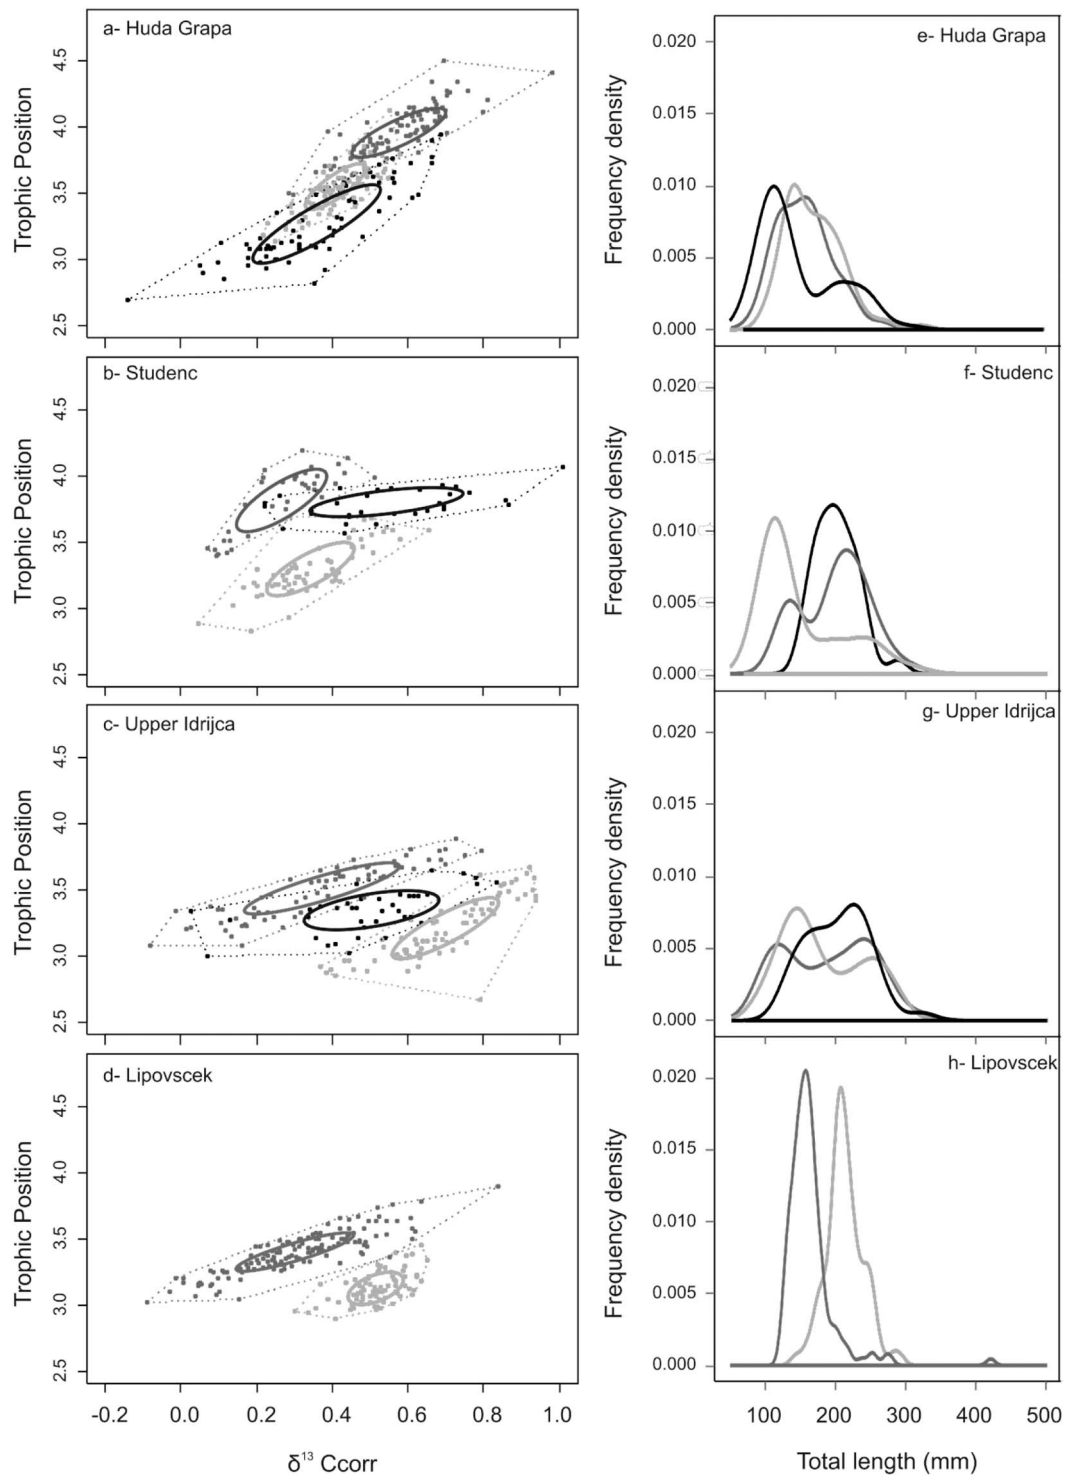 a- Huda Grapa
Trophic Position
4.5
4.0
3.5
3.0
2.5
b- Studenc
Trophic Position
4.5
4.0
3.5
3.0
2.5
c- Upper Idrijca
Trophic Position
4.5
4.0
3.5
3.0
2.5
d- Lipovscek
Trophic Position
4.5
4.0
3.5
3.0
2.5
-0.2 0.0 0.2 0.4 0.6 0.8 1.0
δ¹³ Ccorr
e- Huda Grapa
Frequency density
0.020
0.015
0.010
0.005
0.000
f- Studenc
Frequency density
0.020
0.015
0.010
0.005
0.000
g- Upper Idrijca
Frequency density
0.020
0.015
0.010
0.005
0.000
h- Lipovscek
Frequency density
0.020
0.015
0.010
0.005
0.000
100 200 300 400 500
Total length (mm)